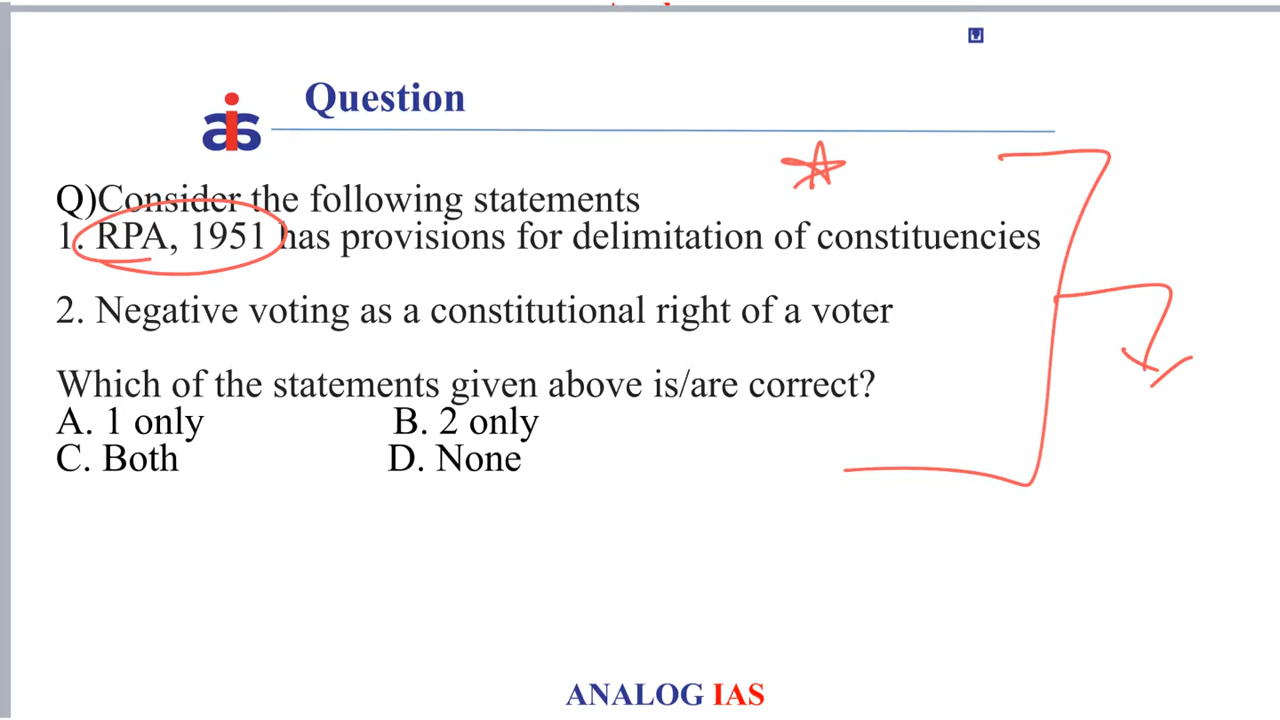 Question
Q)Consider the following statements
1. RPA, 1951 has provisions for delimitation of constituencies
2. Negative voting as a constitutional right of a voter
Which of the statements given above is/are correct?
A. 1 only B. 2 only
C. Both D. None
ANALOG IAS